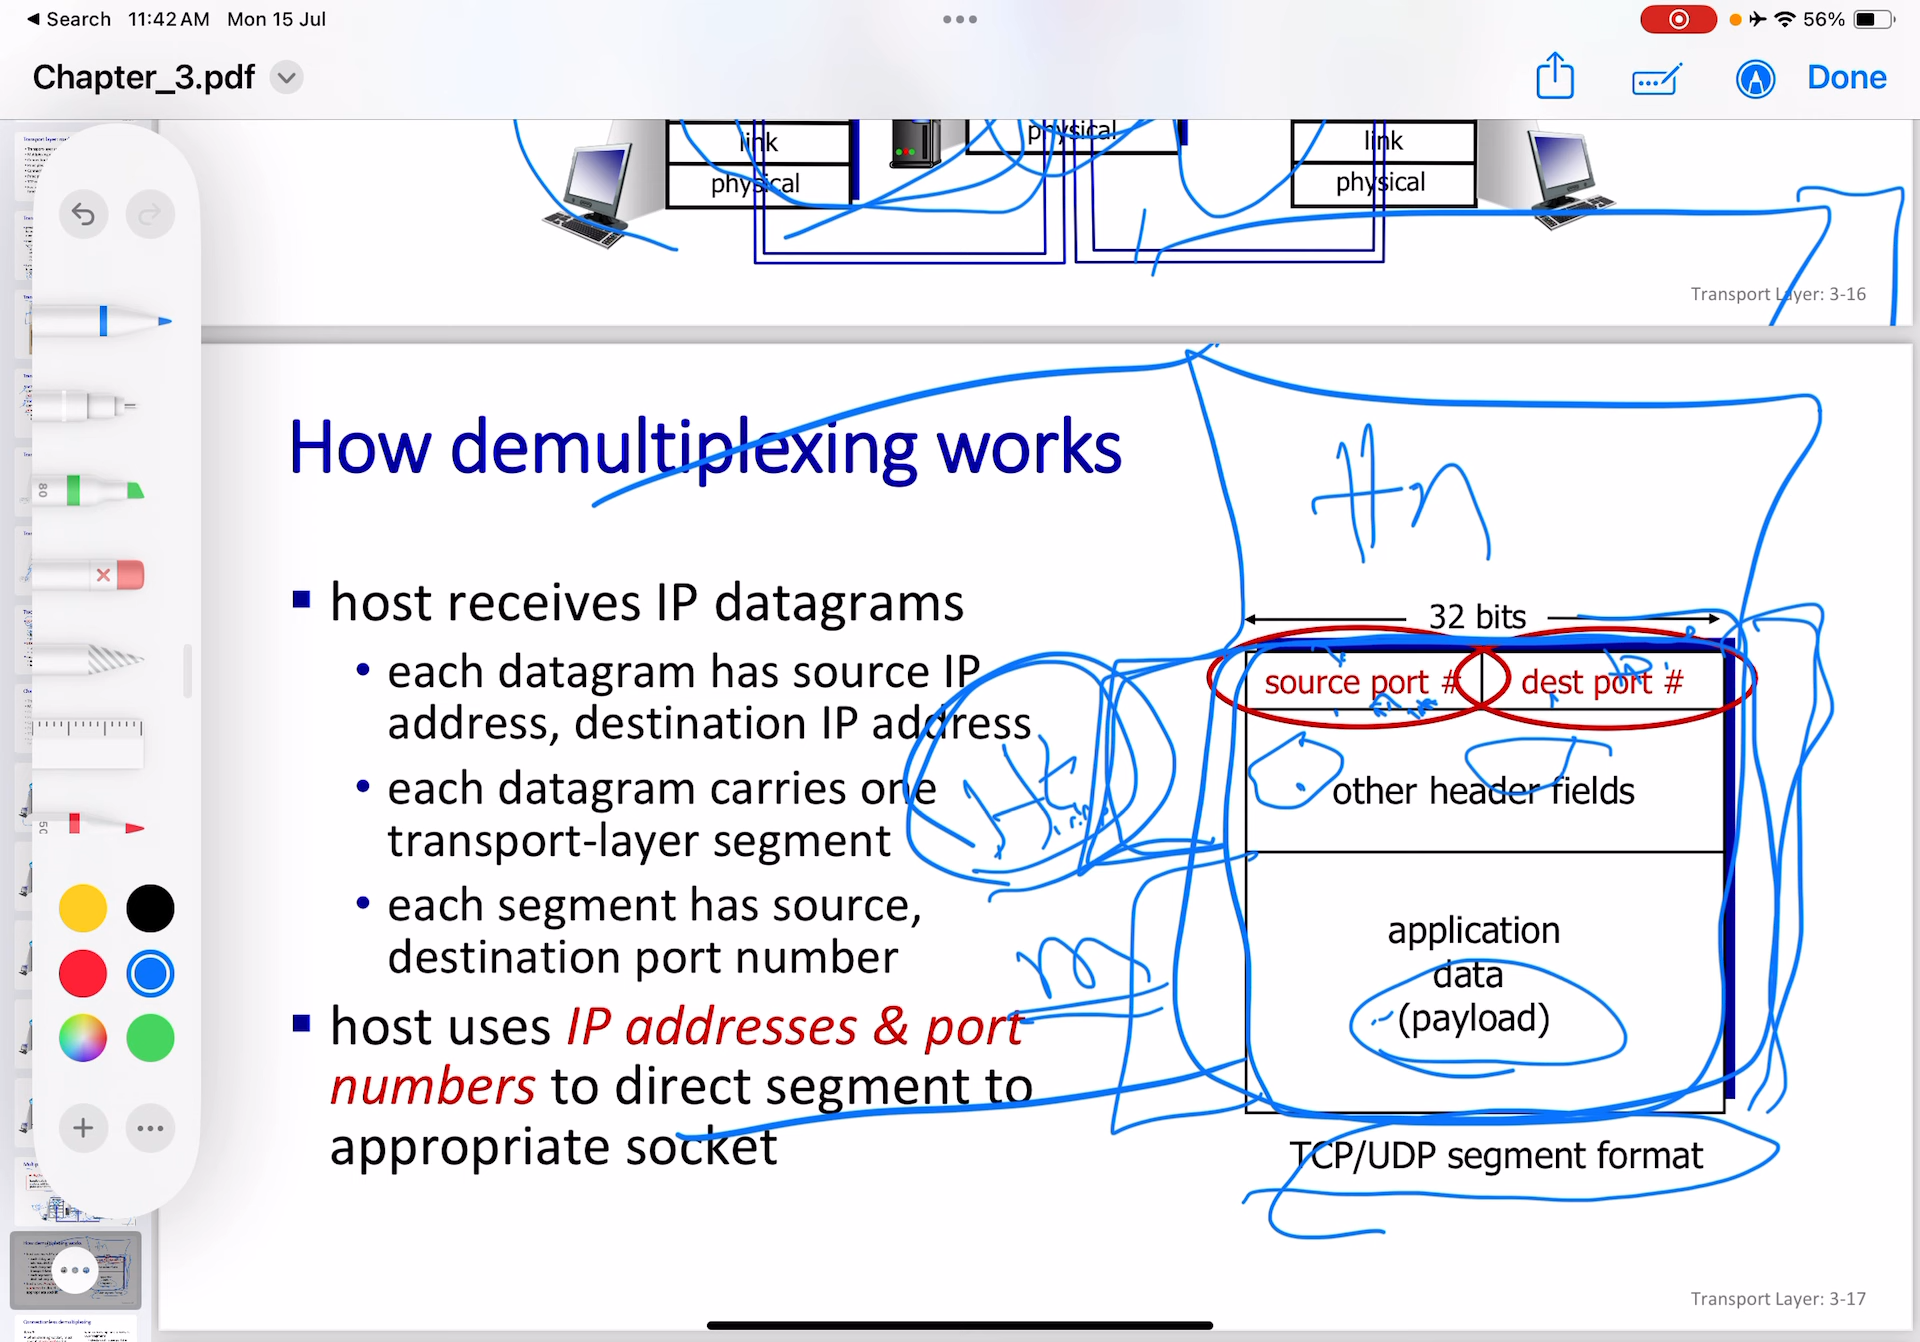 Search 11:42 AM Mon 15 Jul
56%
Chapter_3.pdf
Done
link
physical
physical
link
physical
Transport Layer: 3-16
How demultiplexing works
host receives IP datagrams
each datagram has source IP
address, destination IP address
each datagram carries one
transport-layer segment
each segment has source,
destination port number
host uses IP addresses & port
numbers to direct segment to
appropriate socket
Hn
32 bits
source port #
dest port #
Ht
other header fields
m
application
data
(payload)
TCP/UDP segment format
80
Transport Layer: 3-17